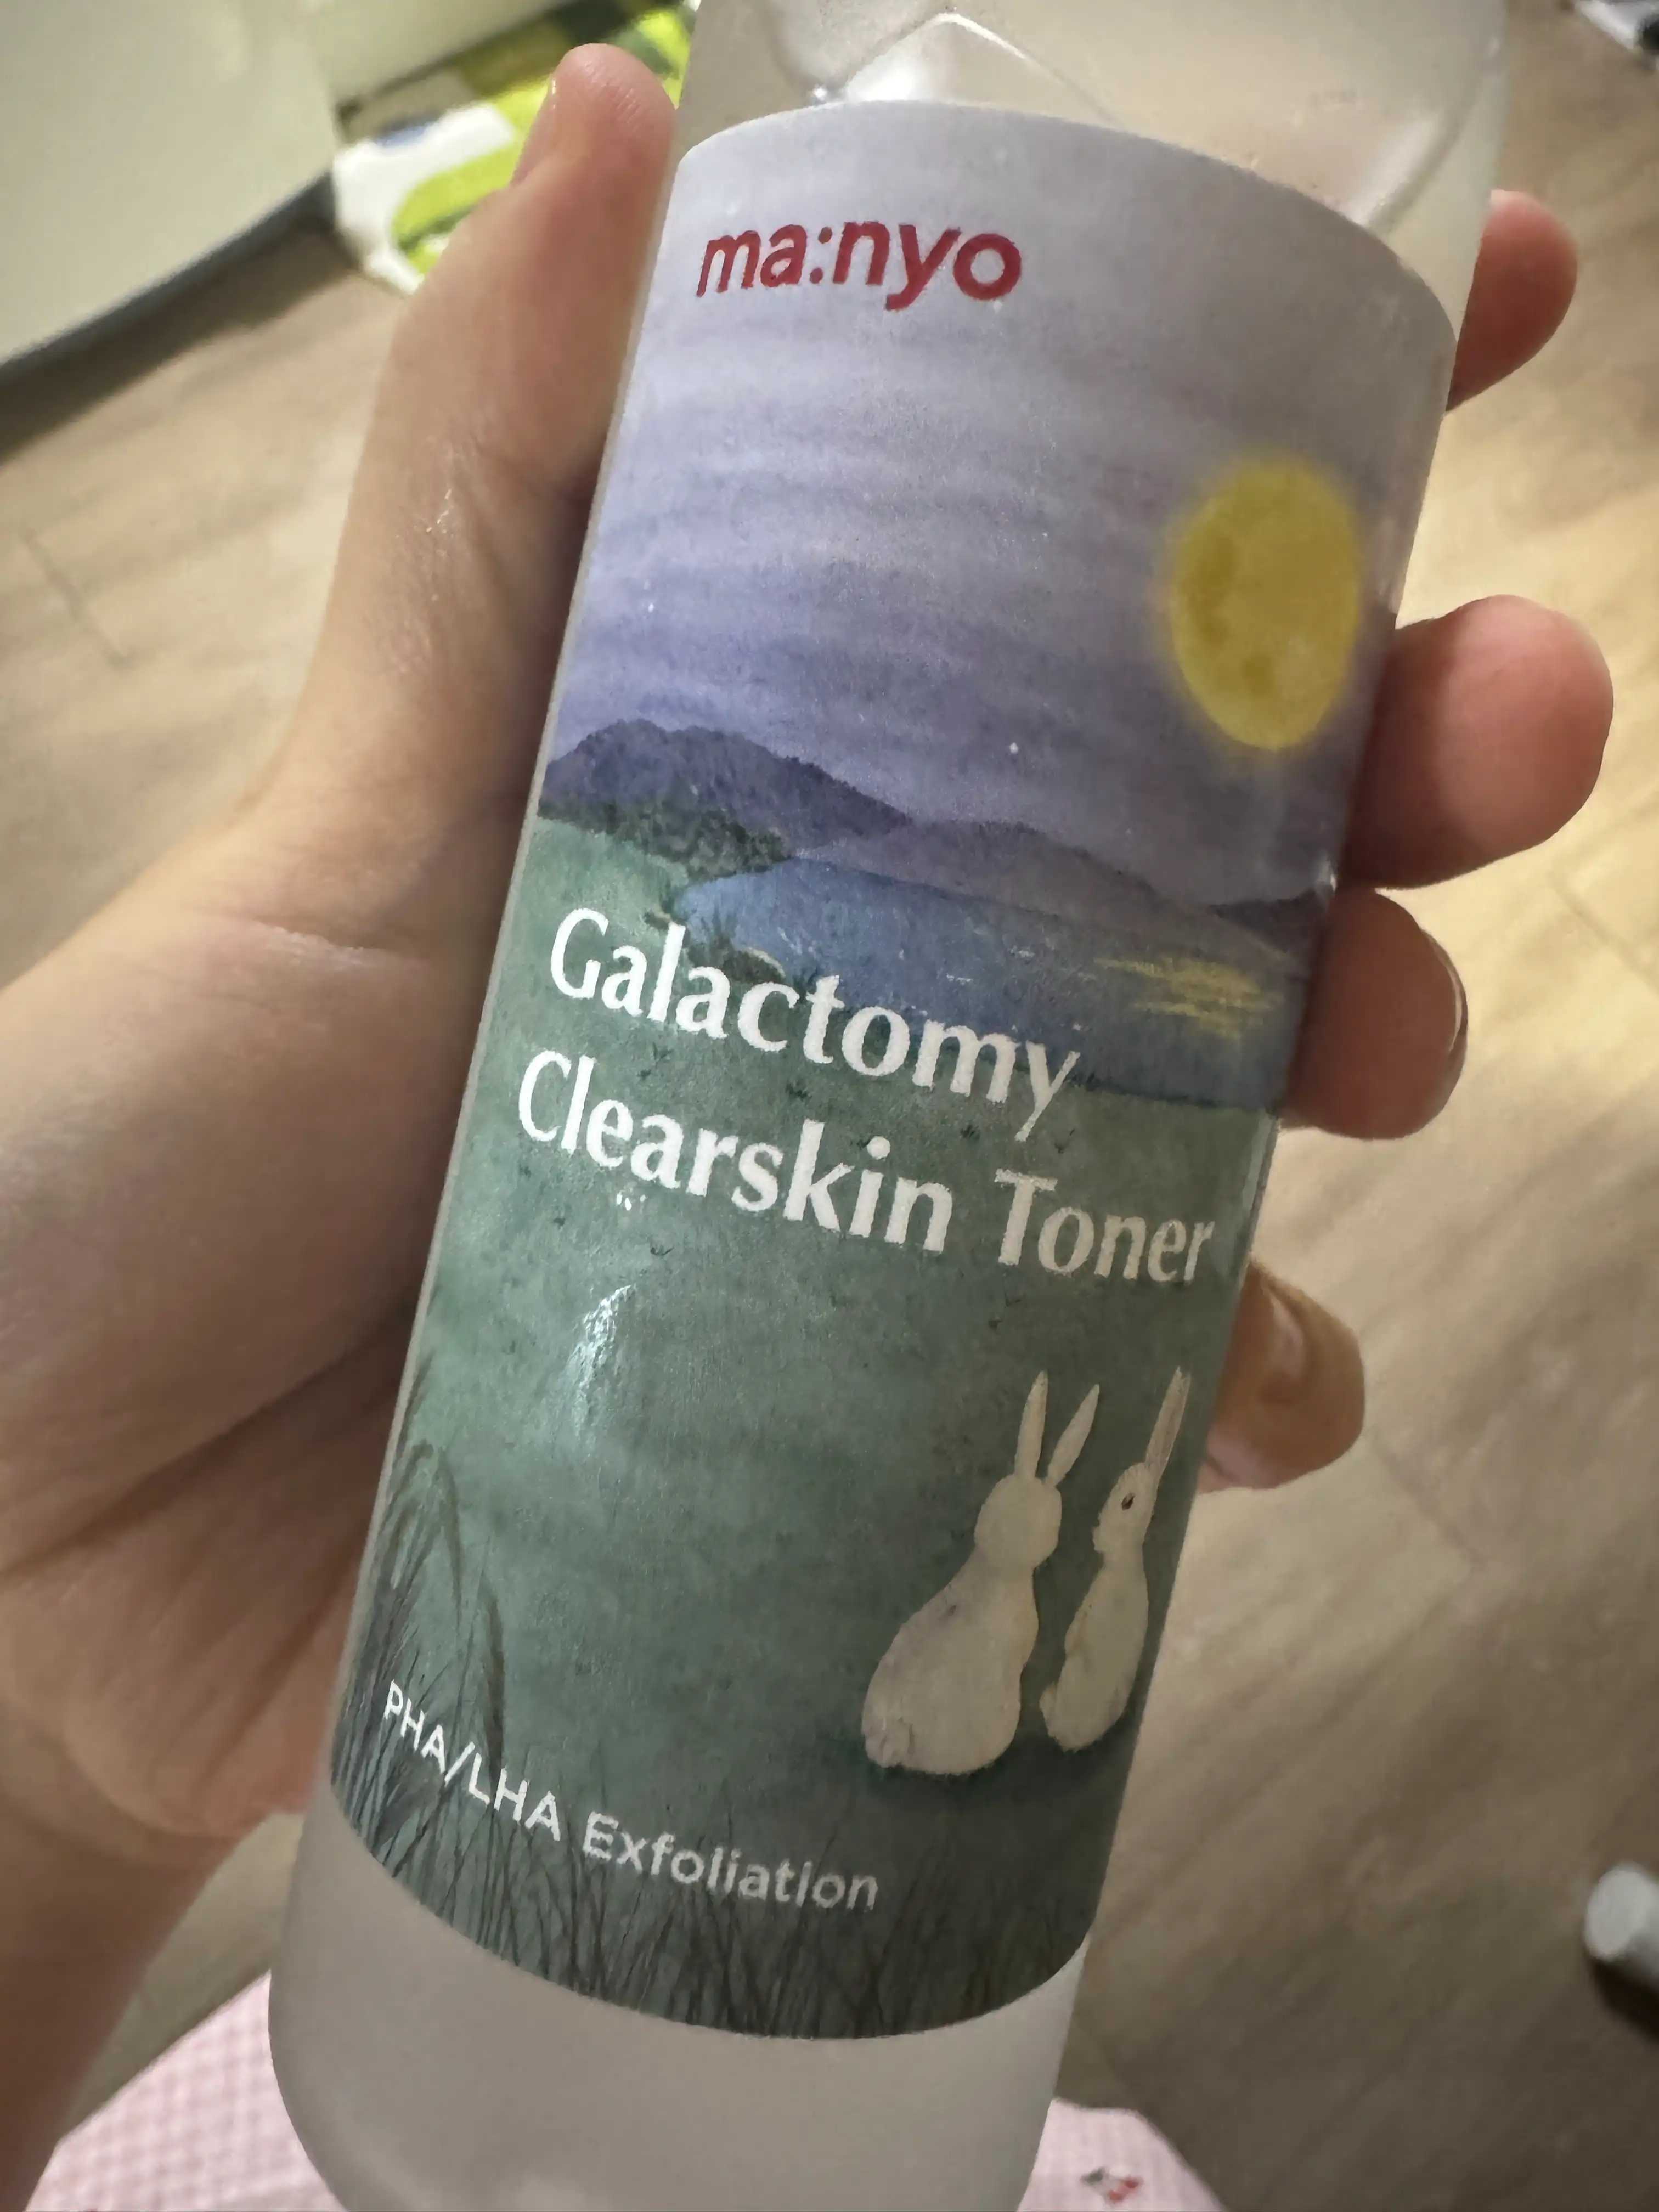 ma:nyo
Galactomy
Clearskin Toner
PHA/LHA Exfoliation